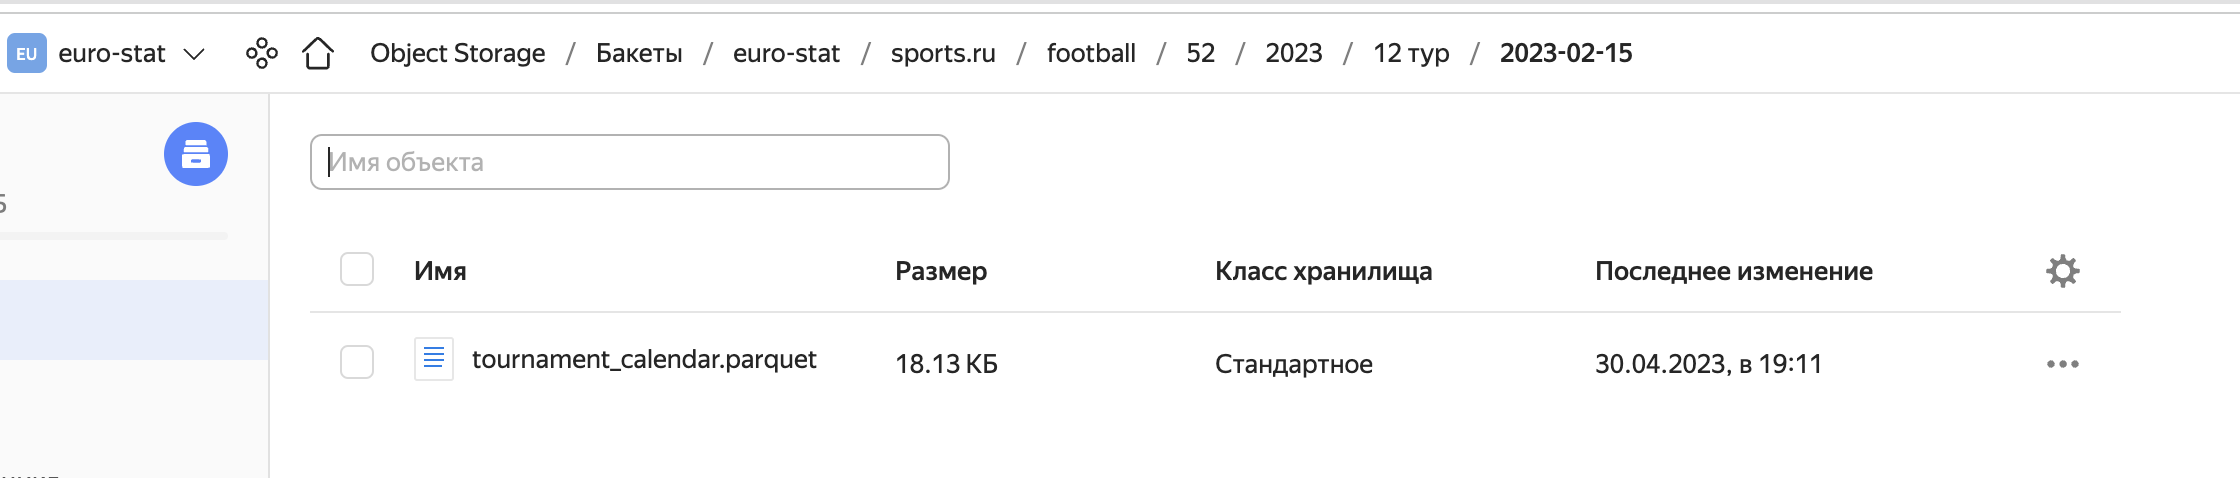 EU euro-stat Object Storage / Бакеты / euro-stat / sports.ru / football / 52 / 2023 / 12 тур / 2023-02-15
Имя объекта
Имя Размер Класс хранилища Последнее изменение
tournament_calendar.parquet 18.13 КБ Стандартное 30.04.2023, в 19:11